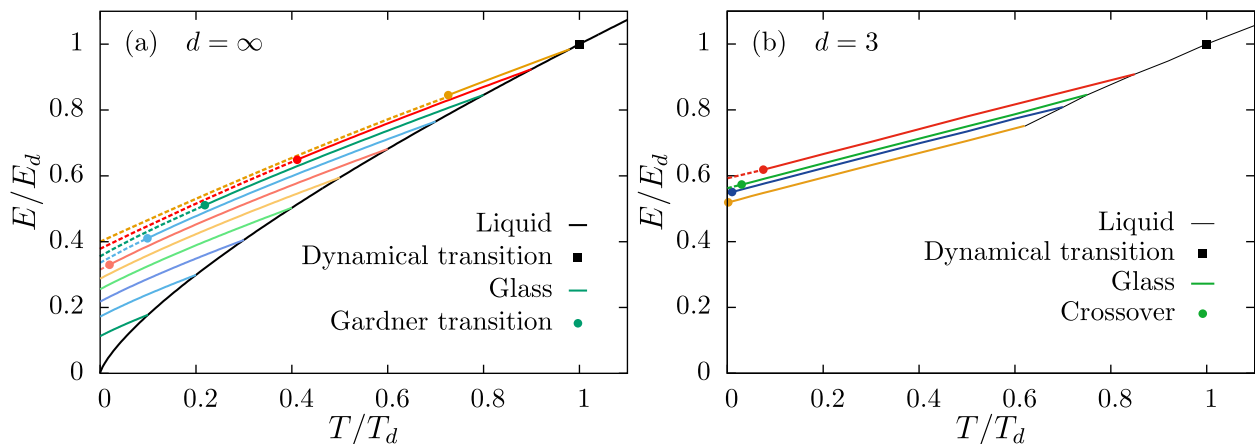 (a) d = ∞
1
0.8
0.6
0.4
0.2
0
E/E_d
Liquid
Dynamical transition
Glass
Gardner transition
0 0.2 0.4 0.6 0.8 1
T/T_d
(b) d = 3
1
0.8
0.6
0.4
0.2
0
E/E_d
Liquid
Dynamical transition
Glass
Crossover
0 0.2 0.4 0.6 0.8 1
T/T_d